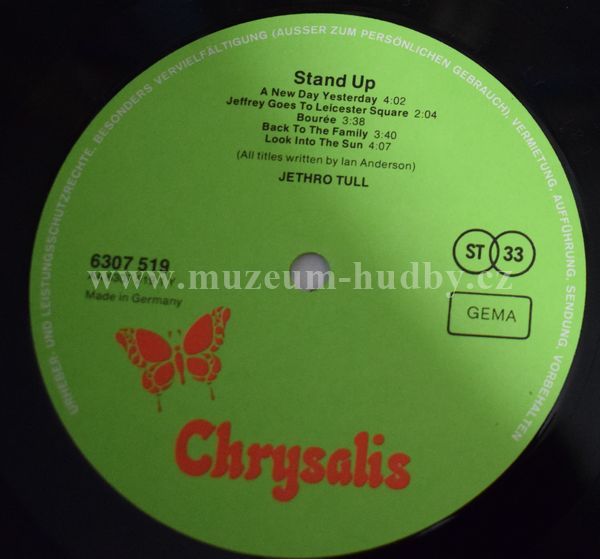 URHEBER- UND LEISTUNGSSCHUTZRECHTE, BESONDERS VERVIELFÄLTIGUNG (AUSSER ZUM PERSÖNLICHEN GEBRAUCH), VERMIETUNG, AUFFÜHRUNG, SENDUNG, VORBEHALTEN
Stand Up
A New Day Yesterday 4:02
Jeffrey Goes To Leicester Square 2:04
Bourée 3:38
Back To The Family 3:40
Look Into The Sun 4:07
(All titles written by Ian Anderson)
JETHRO TULL
6307 519
ST 33
www.muzeum-hudby.cz
Made in Germany
GEMA
Chrysalis